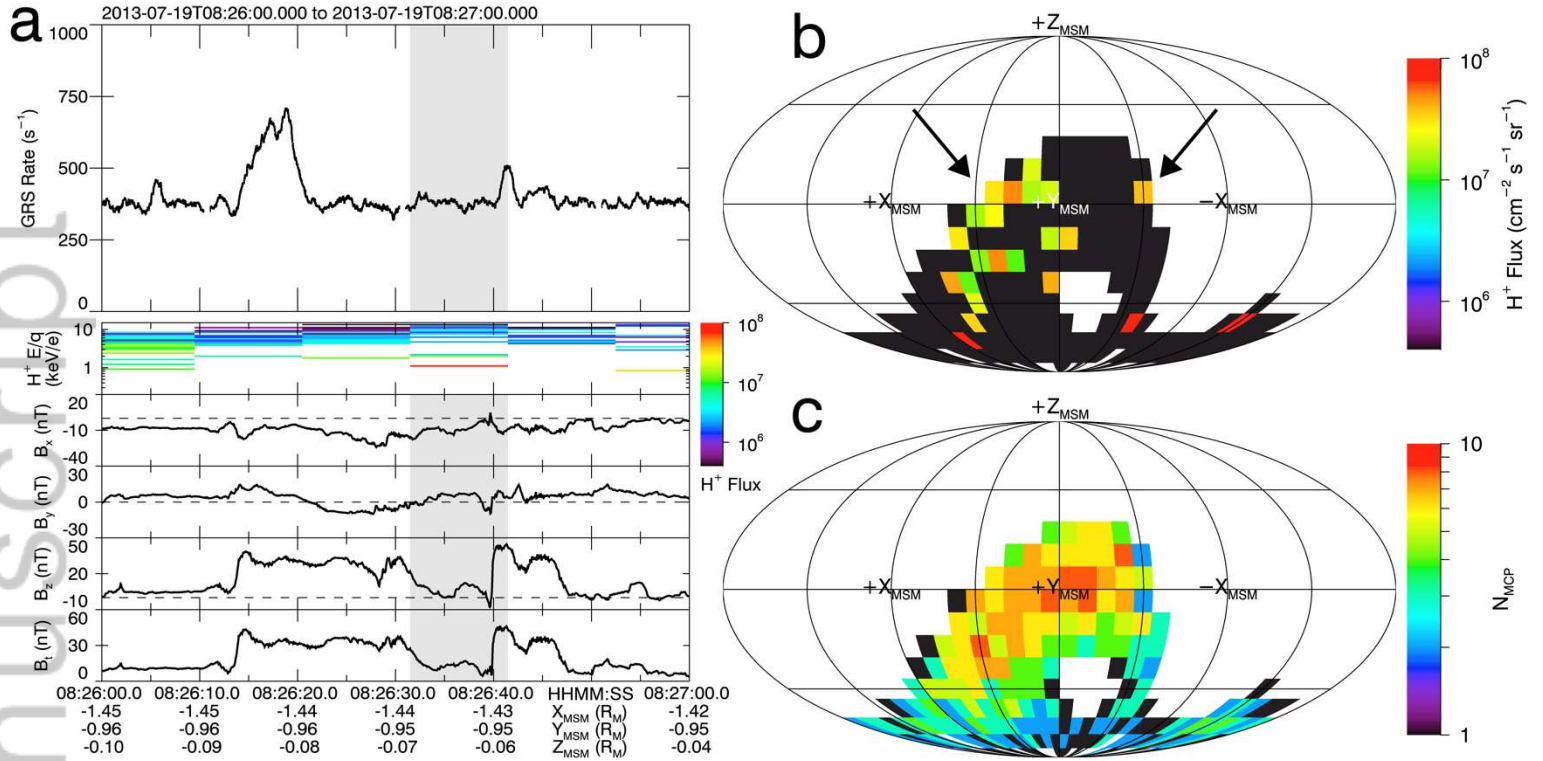 a
2013-07-19T08:26:00.000 to 2013-07-19T08:27:00.000
1000
750
500
250
0
GRS Rate (s⁻¹)
10
1
H⁺ E/q
(keV/e)
10⁸
10⁷
10⁶
H⁺ Flux
20
-10
-40
Bₓ (nT)
30
0
-30
B_y (nT)
50
20
-10
B_z (nT)
60
30
0
B_t (nT)
08:26:00.0 08:26:10.0 08:26:20.0 08:26:30.0 08:26:40.0 HHMM:SS 08:27:00.0
-1.45 -1.45 -1.44 -1.44 -1.43 X_MSM (R_M) -1.42
-0.96 -0.96 -0.96 -0.95 -0.95 Y_MSM (R_M) -0.95
-0.10 -0.09 -0.08 -0.07 -0.06 Z_MSM (R_M) -0.04
b
+Z_MSM
+X_MSM +Y_MSM -X_MSM
10⁸
10⁷
10⁶
H⁺ Flux (cm⁻² s⁻¹ sr⁻¹)
c
+Z_MSM
+X_MSM +Y_MSM -X_MSM
10
1
N_MCP
nuscript